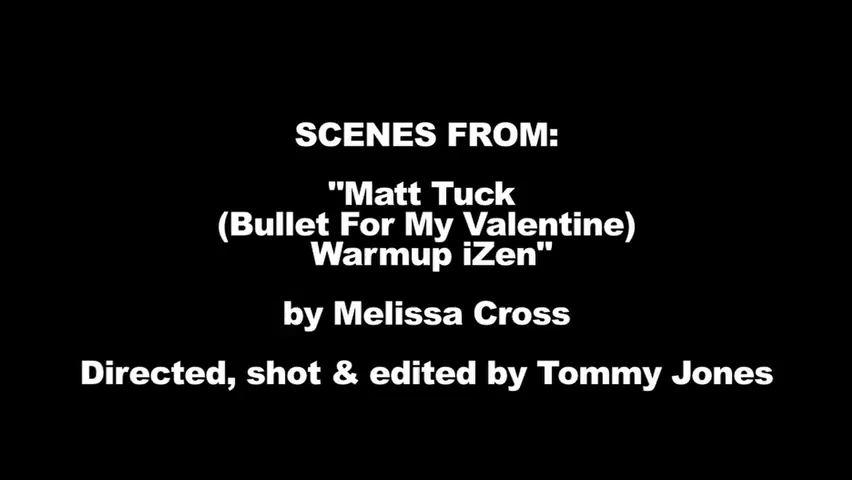 SCENES FROM:
"Matt Tuck
(Bullet For My Valentine)
Warmup iZen"
by Melissa Cross
Directed, shot & edited by Tommy Jones